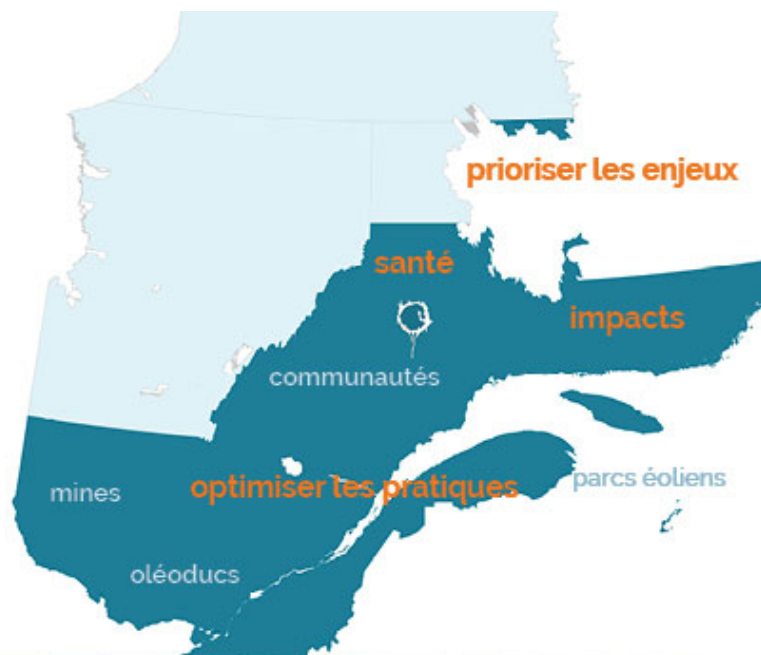 prioriser les enjeux
santé
impacts
communautés
optimiser les pratiques
parcs éoliens
mines
oléoducs